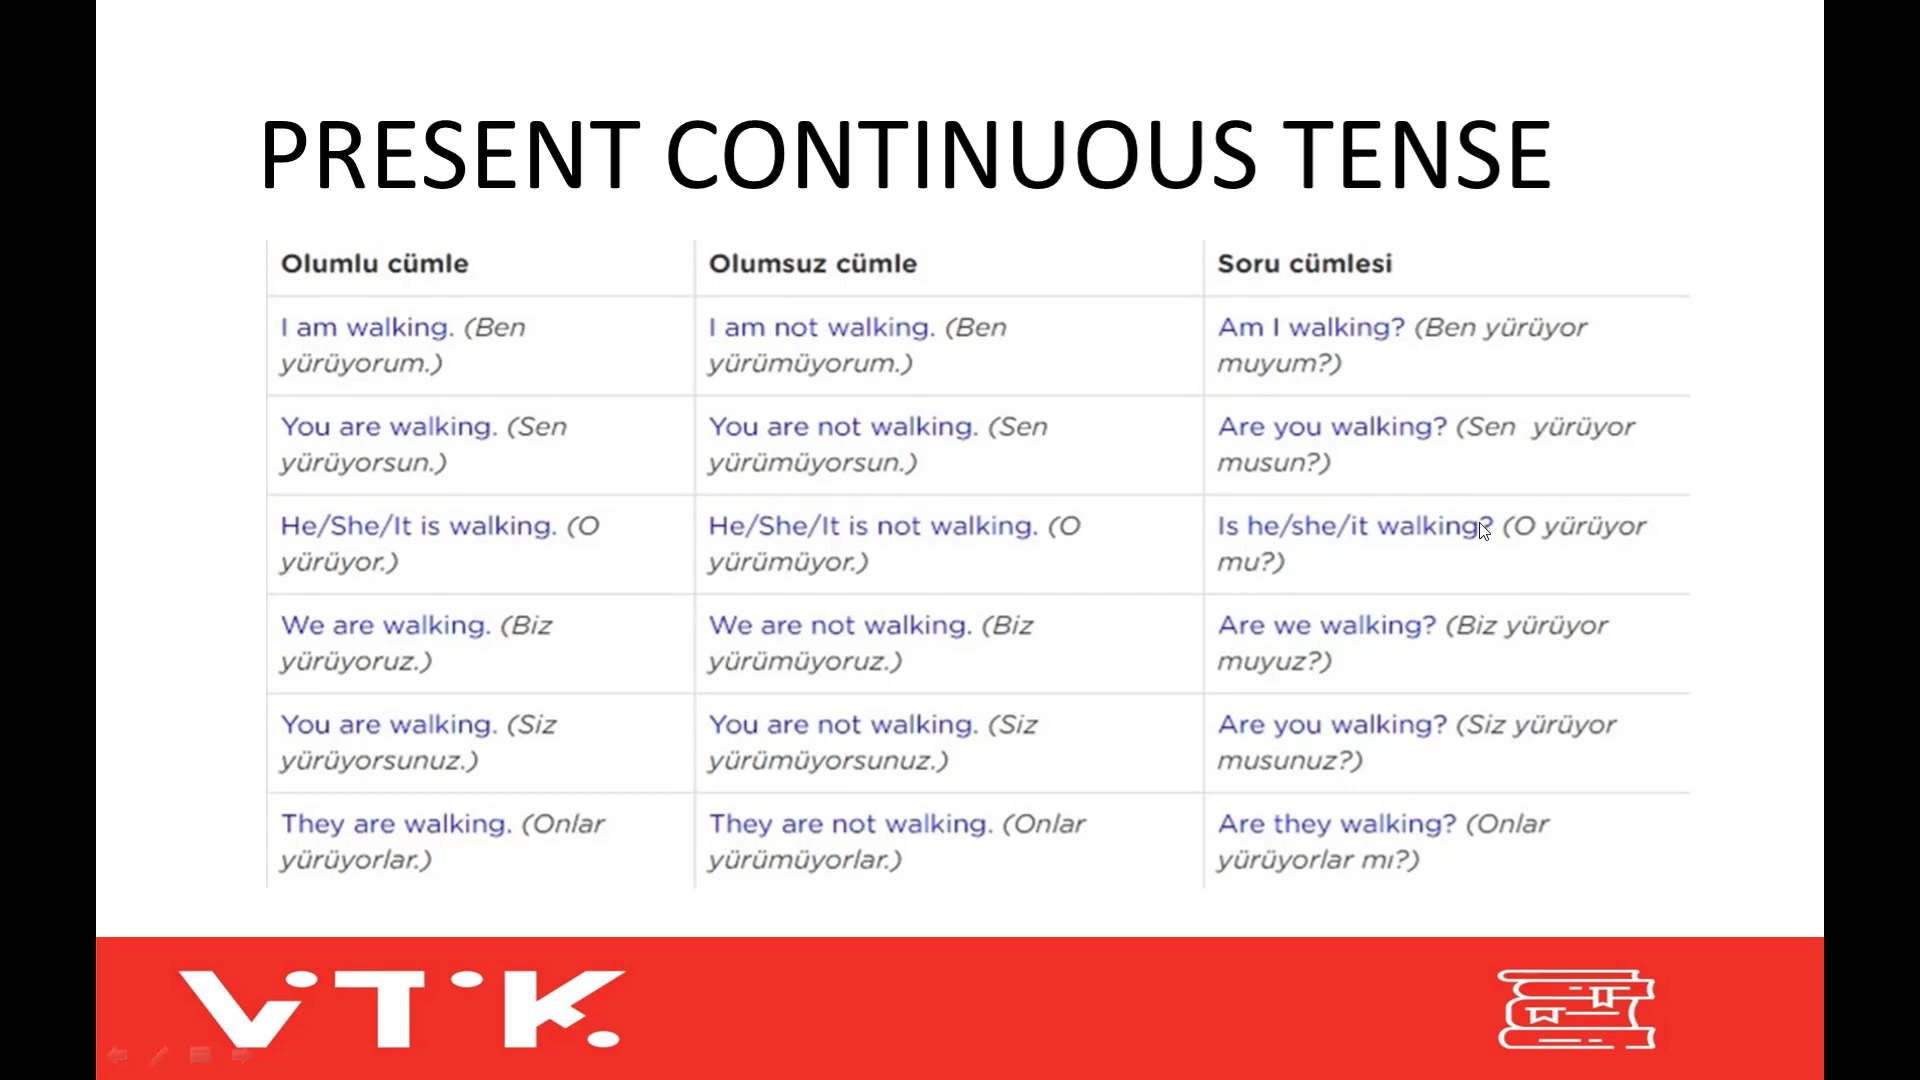 PRESENT CONTINUOUS TENSE
Olumlu cümle
Olumsuz cümle
Soru cümlesi
I am walking. (Ben
yürüyorum.)
I am not walking. (Ben
yürümüyorum.)
Am I walking? (Ben yürüyor
muyum?)
You are walking. (Sen
yürüyorsun.)
You are not walking. (Sen
yürümüyorsun.)
Are you walking? (Sen yürüyor
musun?)
He/She/It is walking. (O
yürüyor.)
He/She/It is not walking. (O
yürümüyor.)
Is he/she/it walking? (O yürüyor
mu?)
We are walking. (Biz
yürüyoruz.)
We are not walking. (Biz
yürümüyoruz.)
Are we walking? (Biz yürüyor
muyuz?)
You are walking. (Siz
yürüyorsunuz.)
You are not walking. (Siz
yürümüyorsunuz.)
Are you walking? (Siz yürüyor
musunuz?)
They are walking. (Onlar
yürüyorlar.)
They are not walking. (Onlar
yürümüyorlar.)
Are they walking? (Onlar
yürüyorlar mı?)
ViTiK.